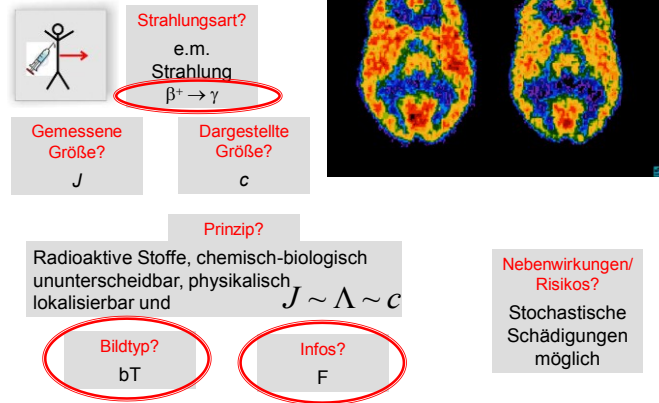 Strahlungsart?
e.m.
Strahlung
β⁺ → γ
Gemessene
Größe?
J
Dargestellte
Größe?
c
Prinzip?
Radioaktive Stoffe, chemisch-biologisch
ununterscheidbar, physikalisch
lokalisierbar und J ~ Λ ~ c
Bildtyp?
bT
Infos?
F
Nebenwirkungen/
Risikos?
Stochastische
Schädigungen
möglich